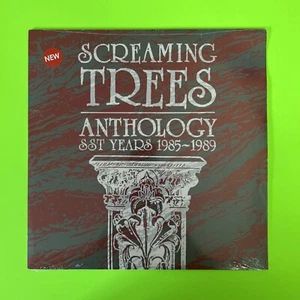 NEW
SCREAMING
TREES
ANTHOLOGY
SST YEARS 1985-1989